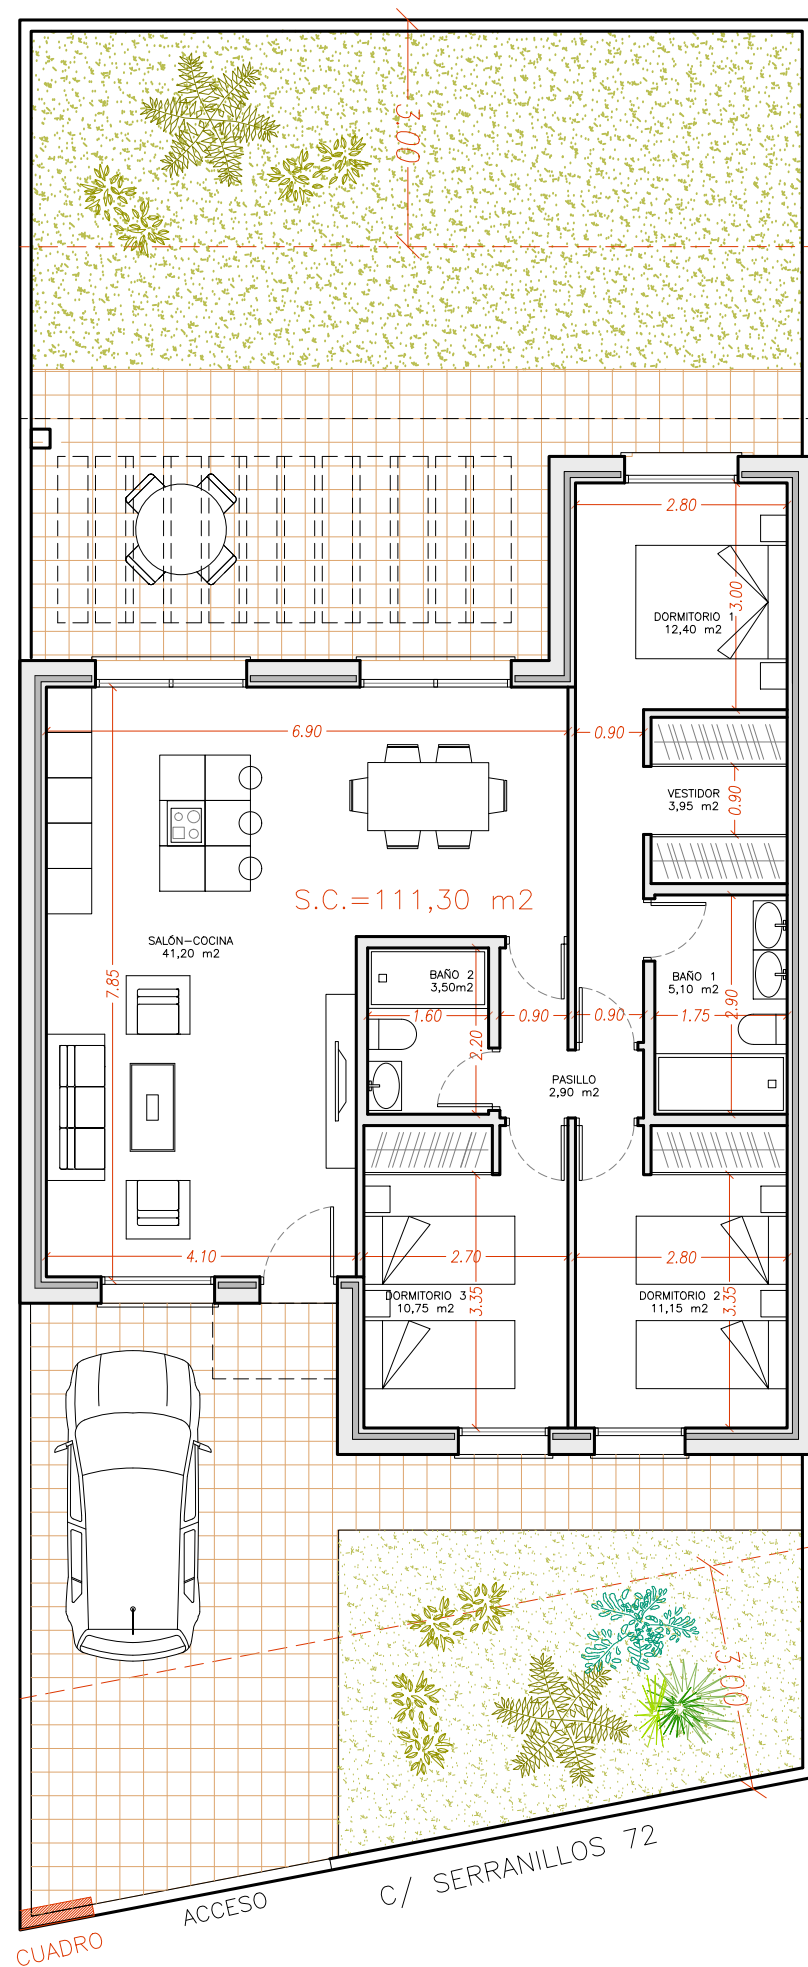 3.00
2.80
3.00
DORMITORIO 1
12,40 m2
6.90
0.90
VESTIDOR
3,95 m2
0.90
S.C.=111,30 m2
SALÓN-COCINA
41,20 m2
7.85
BAÑO 2
3,50m2
BAÑO 1
5,10 m2
1.60
2.20
0.90
0.90
1.75
2.90
PASILLO
2,90 m2
4.10
2.70
2.80
DORMITORIO 3
10,75 m2
3.35
DORMITORIO 2
11,15 m2
3.35
3.00
C/ SERRANILLOS 72
ACCESO
CUADRO